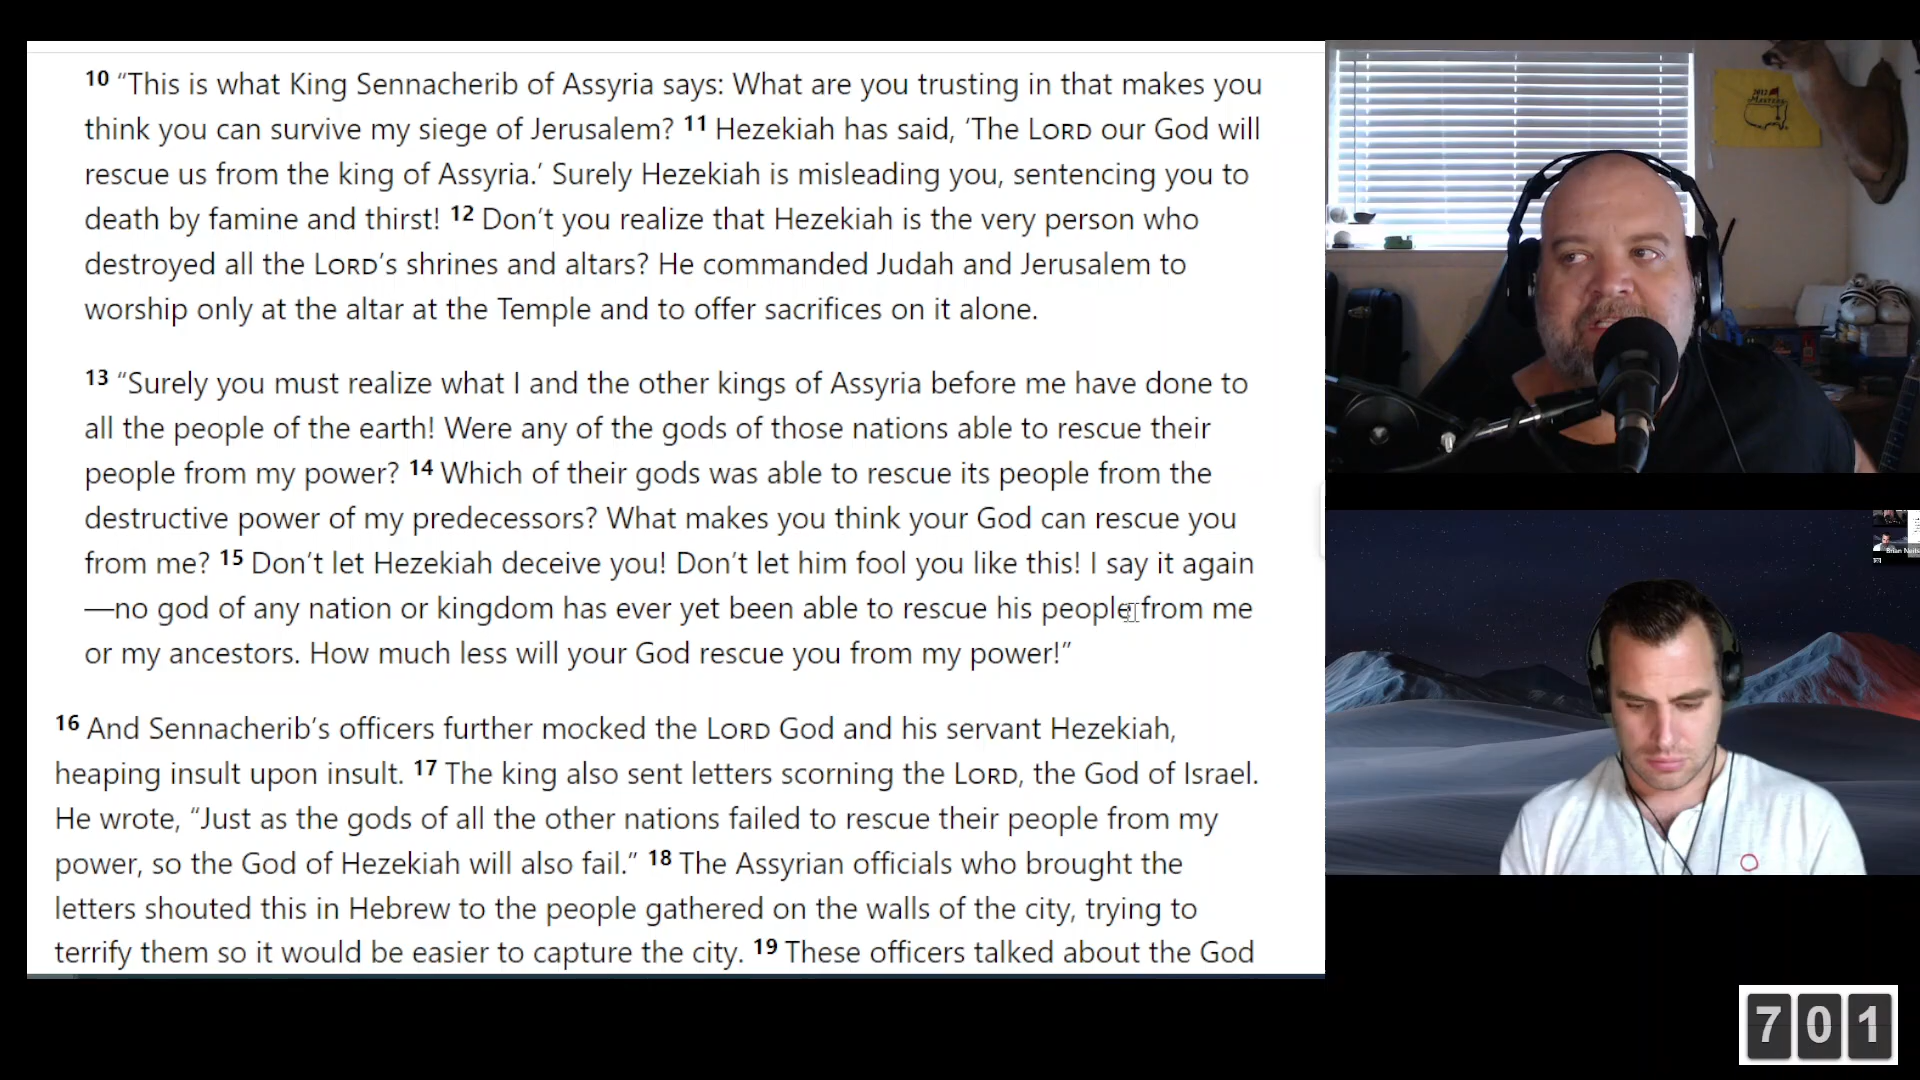 10 “This is what King Sennacherib of Assyria says: What are you trusting in that makes you
think you can survive my siege of Jerusalem? 11 Hezekiah has said, ‘The LORD our God will
rescue us from the king of Assyria.’ Surely Hezekiah is misleading you, sentencing you to
death by famine and thirst! 12 Don’t you realize that Hezekiah is the very person who
destroyed all the LORD’s shrines and altars? He commanded Judah and Jerusalem to
worship only at the altar at the Temple and to offer sacrifices on it alone.
13 “Surely you must realize what I and the other kings of Assyria before me have done to
all the people of the earth! Were any of the gods of those nations able to rescue their
people from my power? 14 Which of their gods was able to rescue its people from the
destructive power of my predecessors? What makes you think your God can rescue you
from me? 15 Don’t let Hezekiah deceive you! Don’t let him fool you like this! I say it again
—no god of any nation or kingdom has ever yet been able to rescue his people from me
or my ancestors. How much less will your God rescue you from my power!”
16 And Sennacherib’s officers further mocked the LORD God and his servant Hezekiah,
heaping insult upon insult. 17 The king also sent letters scorning the LORD, the God of Israel.
He wrote, “Just as the gods of all the other nations failed to rescue their people from my
power, so the God of Hezekiah will also fail.” 18 The Assyrian officials who brought the
letters shouted this in Hebrew to the people gathered on the walls of the city, trying to
terrify them so it would be easier to capture the city. 19 These officers talked about the God
Masters
Brian
701